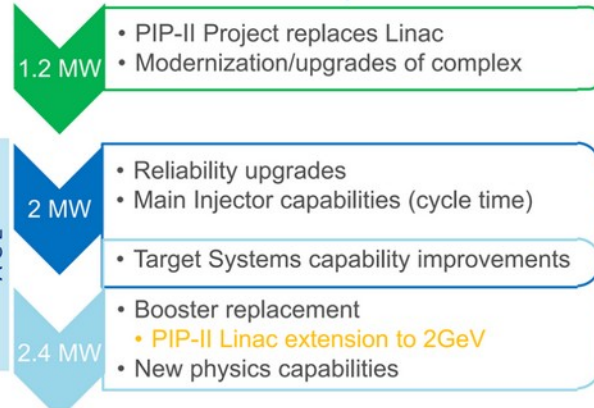 1.2 MW
• PIP-II Project replaces Linac
• Modernization/upgrades of complex
2 MW
• Reliability upgrades
• Main Injector capabilities (cycle time)
• Target Systems capability improvements
2.4 MW
• Booster replacement
• PIP-II Linac extension to 2GeV
• New physics capabilities